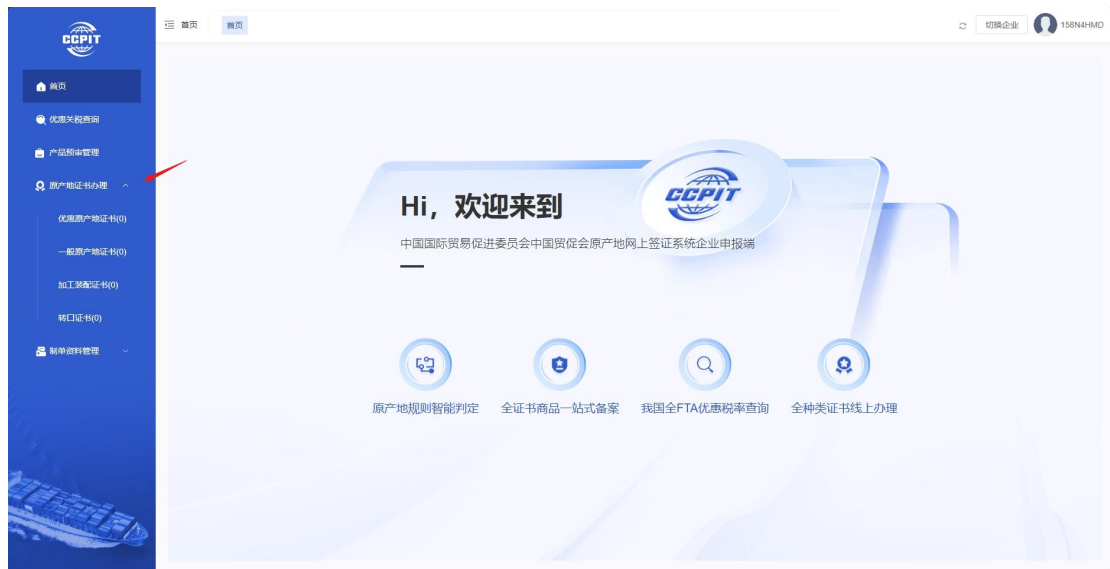 CCPIT
首页
首页
切换企业
158N4HMD
首页
优惠关税查询
产品预审管理
原产地证书办理
优惠原产地证书(0)
一般原产地证书(0)
加工装配证书(0)
转口证书(0)
制单资料管理
CCPIT
Hi，欢迎来到
中国国际贸易促进委员会中国贸促会原产地网上签证系统企业申报端
原产地规则智能判定
全证书商品一站式备案
我国全FTA优惠税率查询
全种类证书线上办理